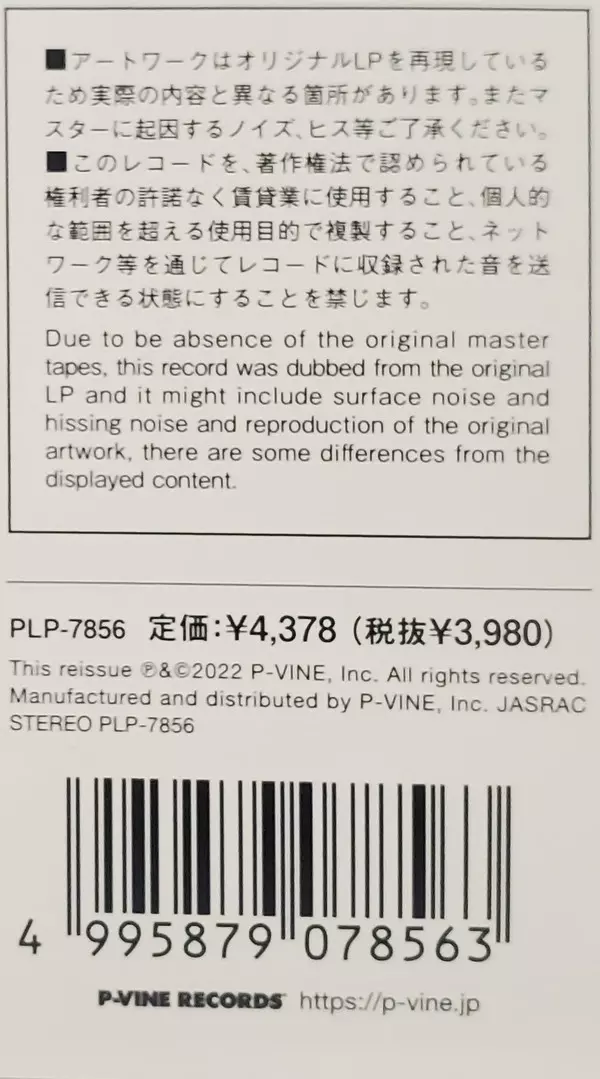 ■アートワークはオリジナルLPを再現している
ため実際の内容と異なる箇所があります。またマ
スターに起因するノイズ、ヒス等ご了承ください。
■このレコードを、著作権法で認められている
権利者の許諾なく賃貸業に使用すること、個人的
な範囲を超える使用目的で複製すること、ネット
ワーク等を通じてレコードに収録された音を送
信できる状態にすることを禁じます。
Due to be absence of the original master
tapes, this record was dubbed from the original
LP and it might include surface noise and
hissing noise and reproduction of the original
artwork, there are some differences from the
displayed content.
PLP-7856 定価:¥4,378 (税抜¥3,980)
This reissue ℗&©2022 P-VINE, Inc. All rights reserved.
Manufactured and distributed by P-VINE, Inc. JASRAC
STEREO PLP-7856
4 995879 078563
P-VINE RECORDS https://p-vine.jp